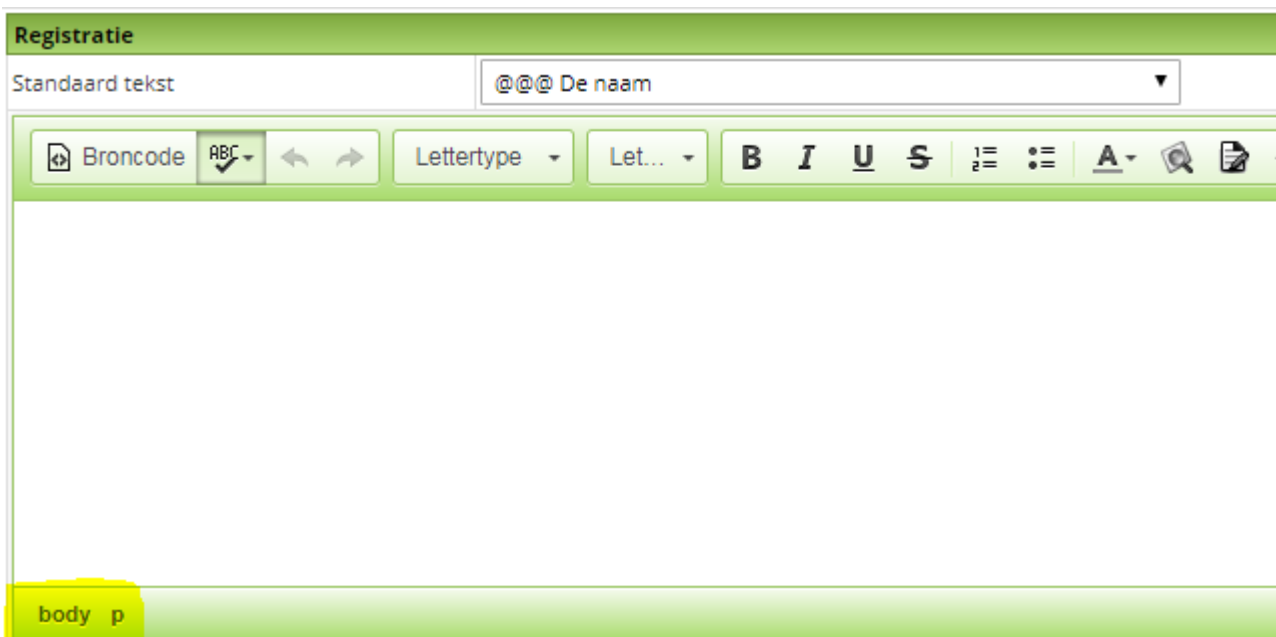 Registratie
Standaard tekst @@@ De naam
Broncode ABC Lettertype Let... B I U S A
body p